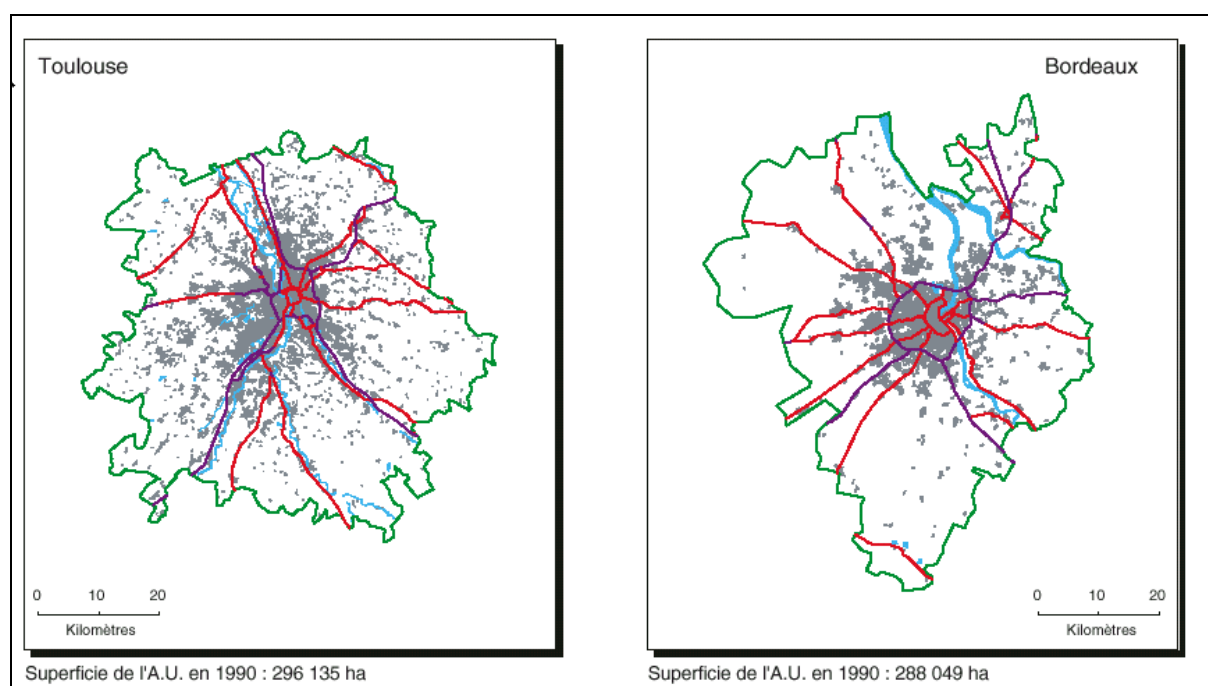 Toulouse
0 10 20
Kilomètres
Superficie de l'A.U. en 1990 : 296 135 ha
Bordeaux
0 10 20
Kilomètres
Superficie de l'A.U. en 1990 : 288 049 ha